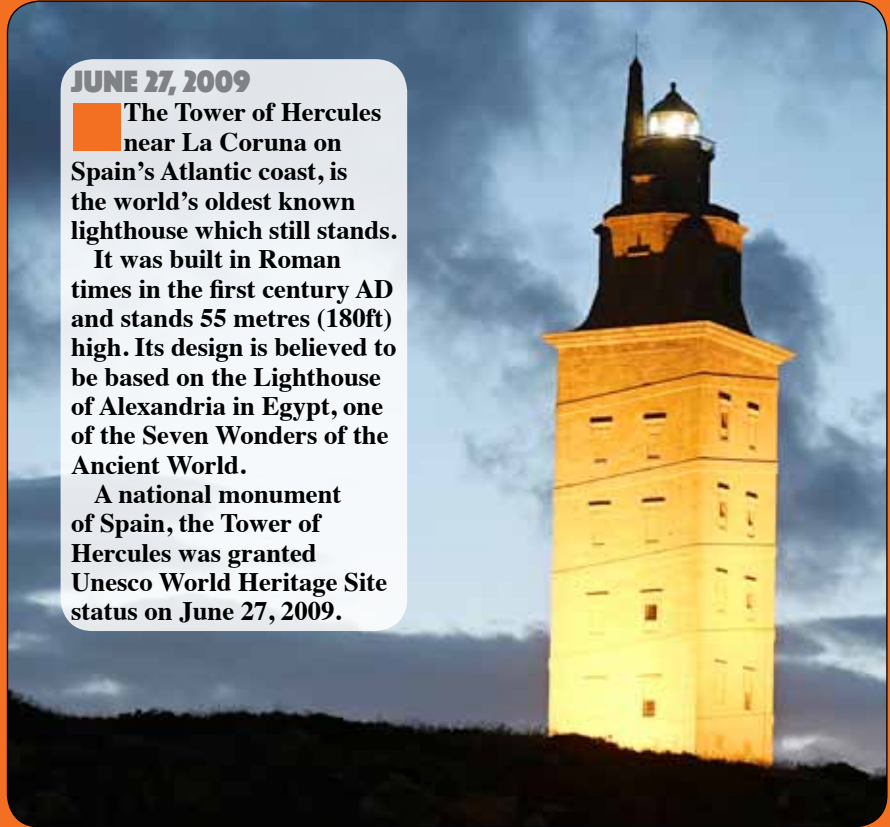 JUNE 27, 2009
The Tower of Hercules
near La Coruna on
Spain's Atlantic coast, is
the world's oldest known
lighthouse which still stands.
It was built in Roman
times in the first century AD
and stands 55 metres (180ft)
high. Its design is believed to
be based on the Lighthouse
of Alexandria in Egypt, one
of the Seven Wonders of the
Ancient World.
A national monument
of Spain, the Tower of
Hercules was granted
Unesco World Heritage Site
status on June 27, 2009.